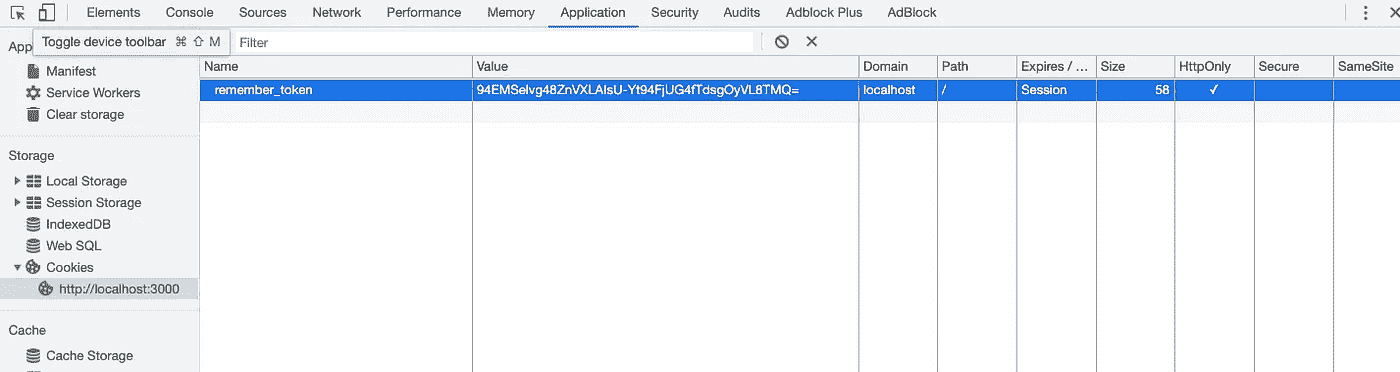 Elements Console Sources Network Performance Memory Application Security Audits Adblock Plus AdBlock
App
Toggle device toolbar ⌘ ⇧ M
Filter
Name Value Domain Path Expires / ... Size HttpOnly Secure SameSite
remember_token 94EMSelvg48ZnVXLAlsU-Yt94FjUG4fTdsgOyVL8TMQ= localhost / Session 58 ✓
Manifest
Service Workers
Clear storage
Storage
Local Storage
Session Storage
IndexedDB
Web SQL
Cookies
http://localhost:3000
Cache
Cache Storage